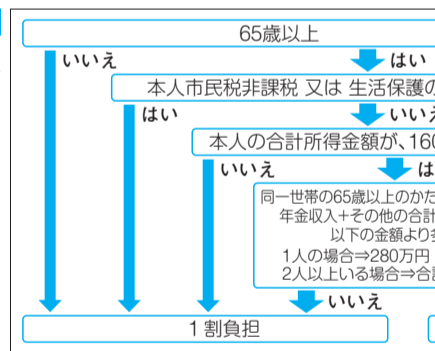 65歳以上
いいえ
はい
本人市民税非課税 又は 生活保護の
はい
いいえ
本人の合計所得金額が、160
いいえ
は
同一世帯の65歳以上のかた
年金収入+その他の合計
以下の金額より
1人の場合⇒280万円
2人以上いる場合⇒合計
いいえ
1割負担